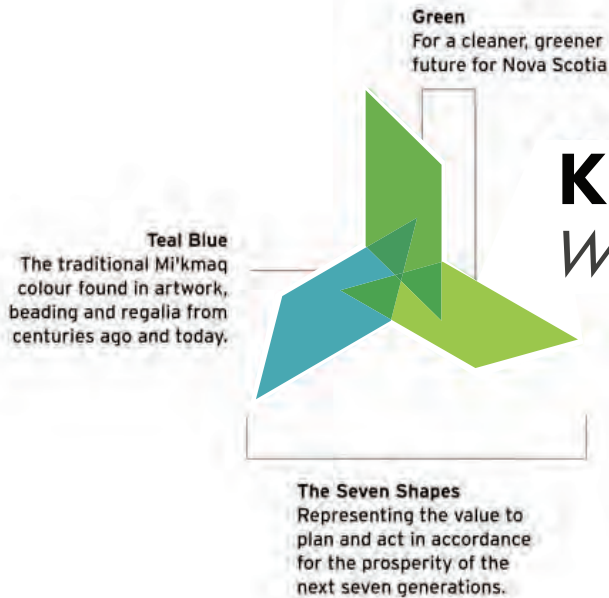 Green
For a cleaner, greener
future for Nova Scotia
K
W
Teal Blue
The traditional Mi'kmaq
colour found in artwork,
beading and regalia from
centuries ago and today.
The Seven Shapes
Representing the value to
plan and act in accordance
for the prosperity of the
next seven generations.